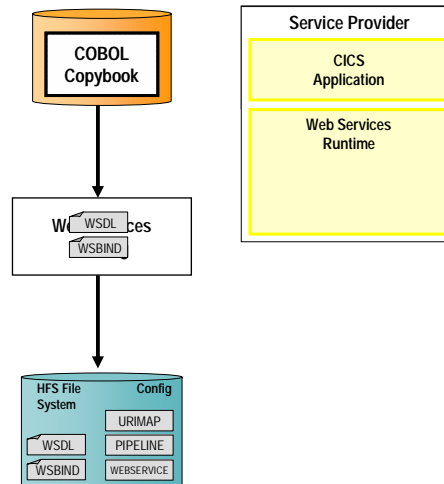 COBOL
Copybook
Service Provider
CICS
Application
Web Services
Runtime
WSDL
WSBIND
HFS File
System
Config
URIMAP
WSDL
PIPELINE
WSBIND
WEBSERVICE